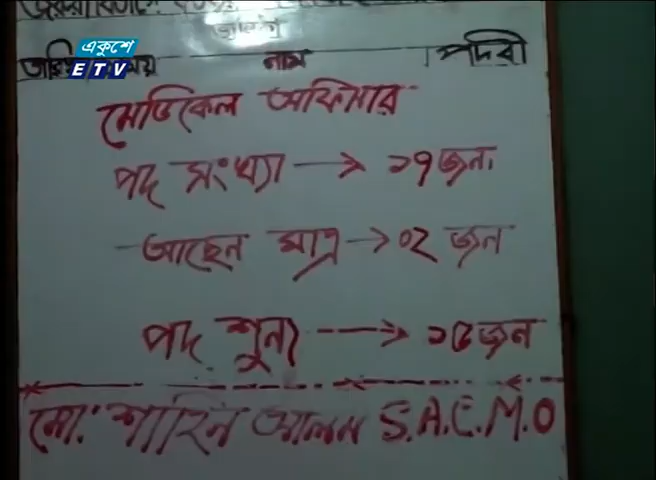 একুশে
ETV
নাম
পদবী
মেডিকেল অফিসার
পদ সংখ্যা → ১৭ জন।
আছেন মাত্র → ০২ জন
পদ শুন্য ---→ ১৫ জন
মো: শাহিন আলম S.A.C.M.O